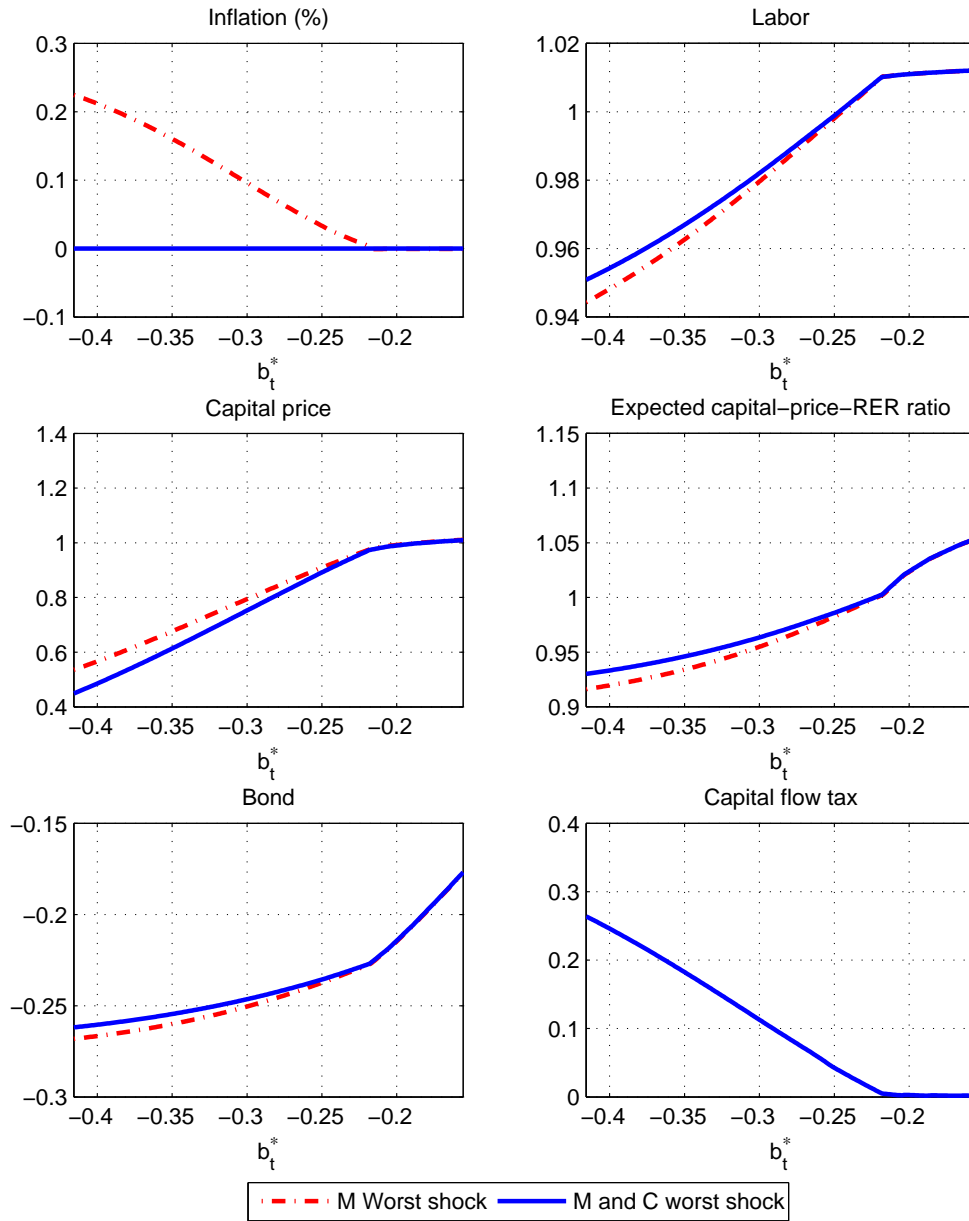 Inflation (%)
0.3
0.2
0.1
0
−0.1
−0.4 −0.35 −0.3 −0.25 −0.2
b*t
Labor
1.02
1
0.98
0.96
0.94
−0.4 −0.35 −0.3 −0.25 −0.2
b*t
Capital price
1.4
1.2
1
0.8
0.6
0.4
−0.4 −0.35 −0.3 −0.25 −0.2
b*t
Expected capital−price−RER ratio
1.15
1.1
1.05
1
0.95
0.9
−0.4 −0.35 −0.3 −0.25 −0.2
b*t
Bond
−0.15
−0.2
−0.25
−0.3
−0.4 −0.35 −0.3 −0.25 −0.2
b*t
Capital flow tax
0.4
0.3
0.2
0.1
0
−0.4 −0.35 −0.3 −0.25 −0.2
b*t
M Worst shock M and C worst shock